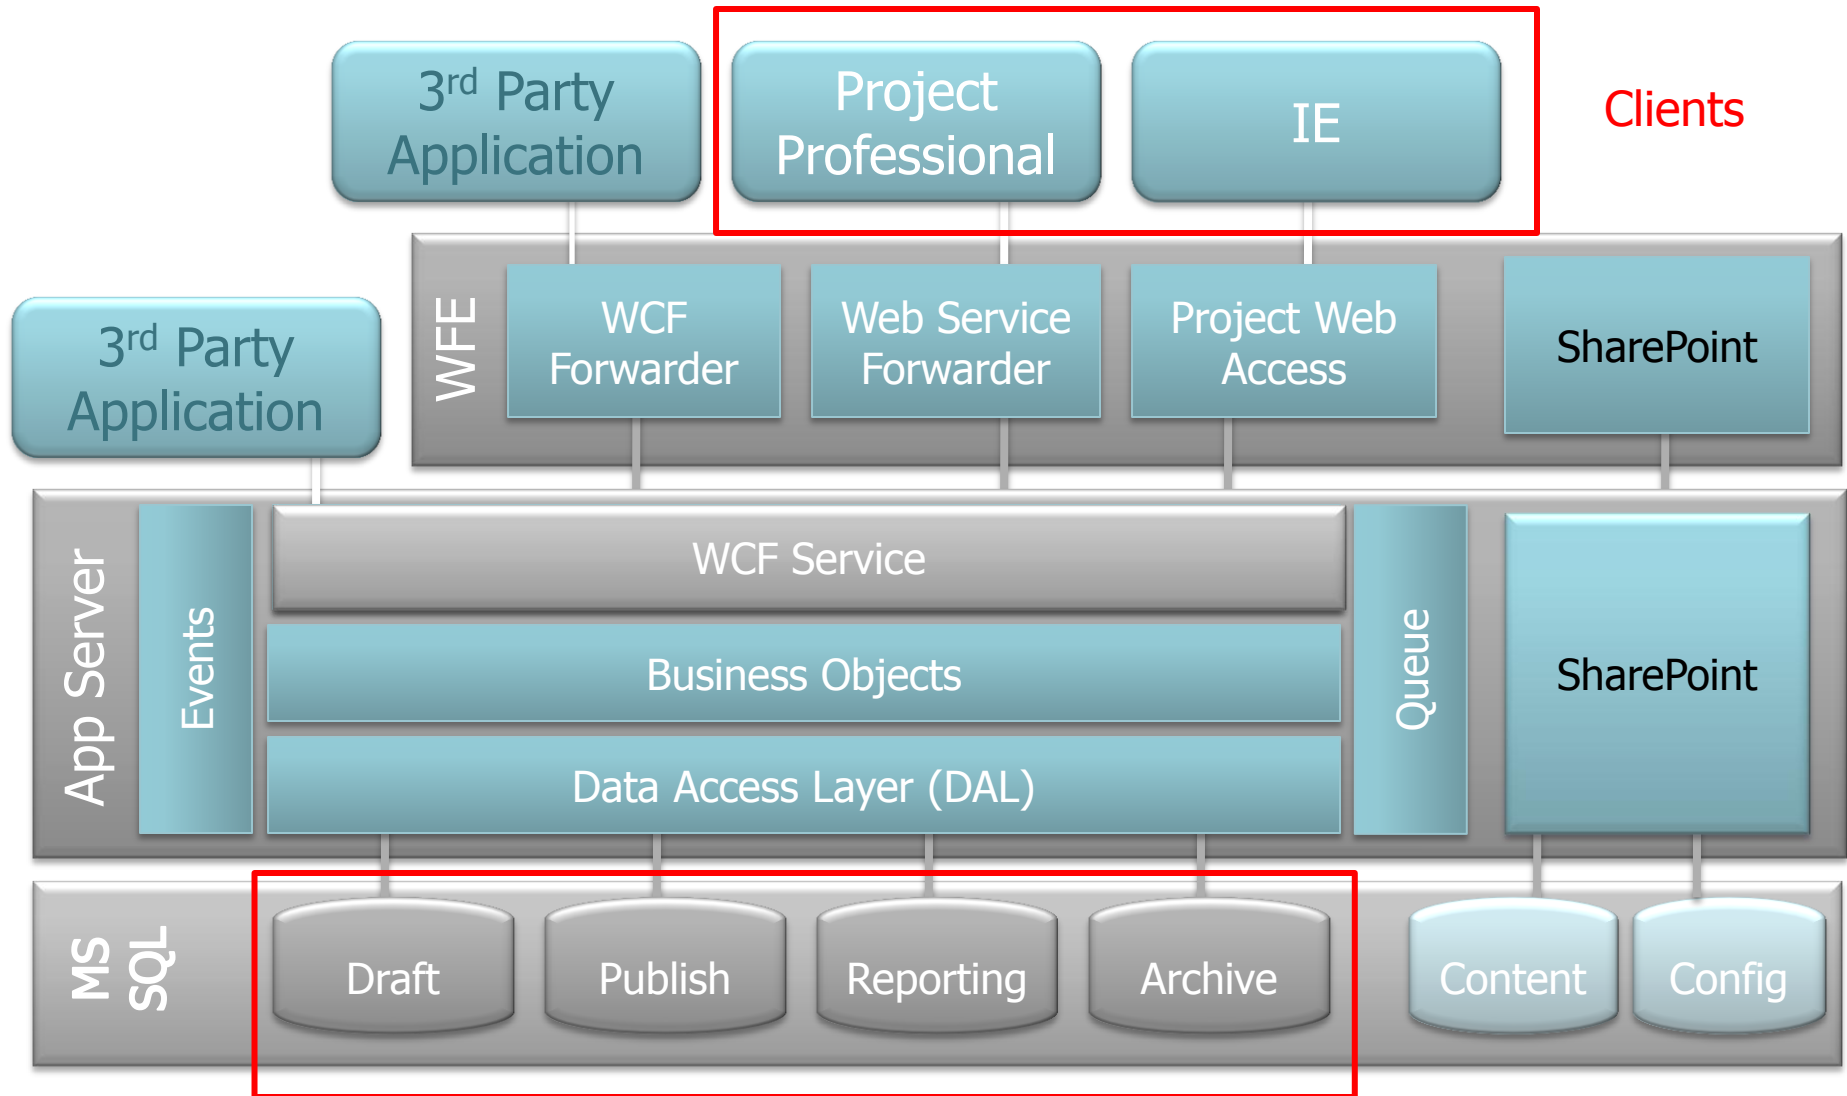 3rd Party
Application
Project
Professional
IE
Clients
3rd Party
Application
WFE
WCF
Forwarder
Web Service
Forwarder
Project Web
Access
SharePoint
App Server
Events
WCF Service
Business Objects
Data Access Layer (DAL)
Queue
SharePoint
MS
SQL
Draft
Publish
Reporting
Archive
Content
Config